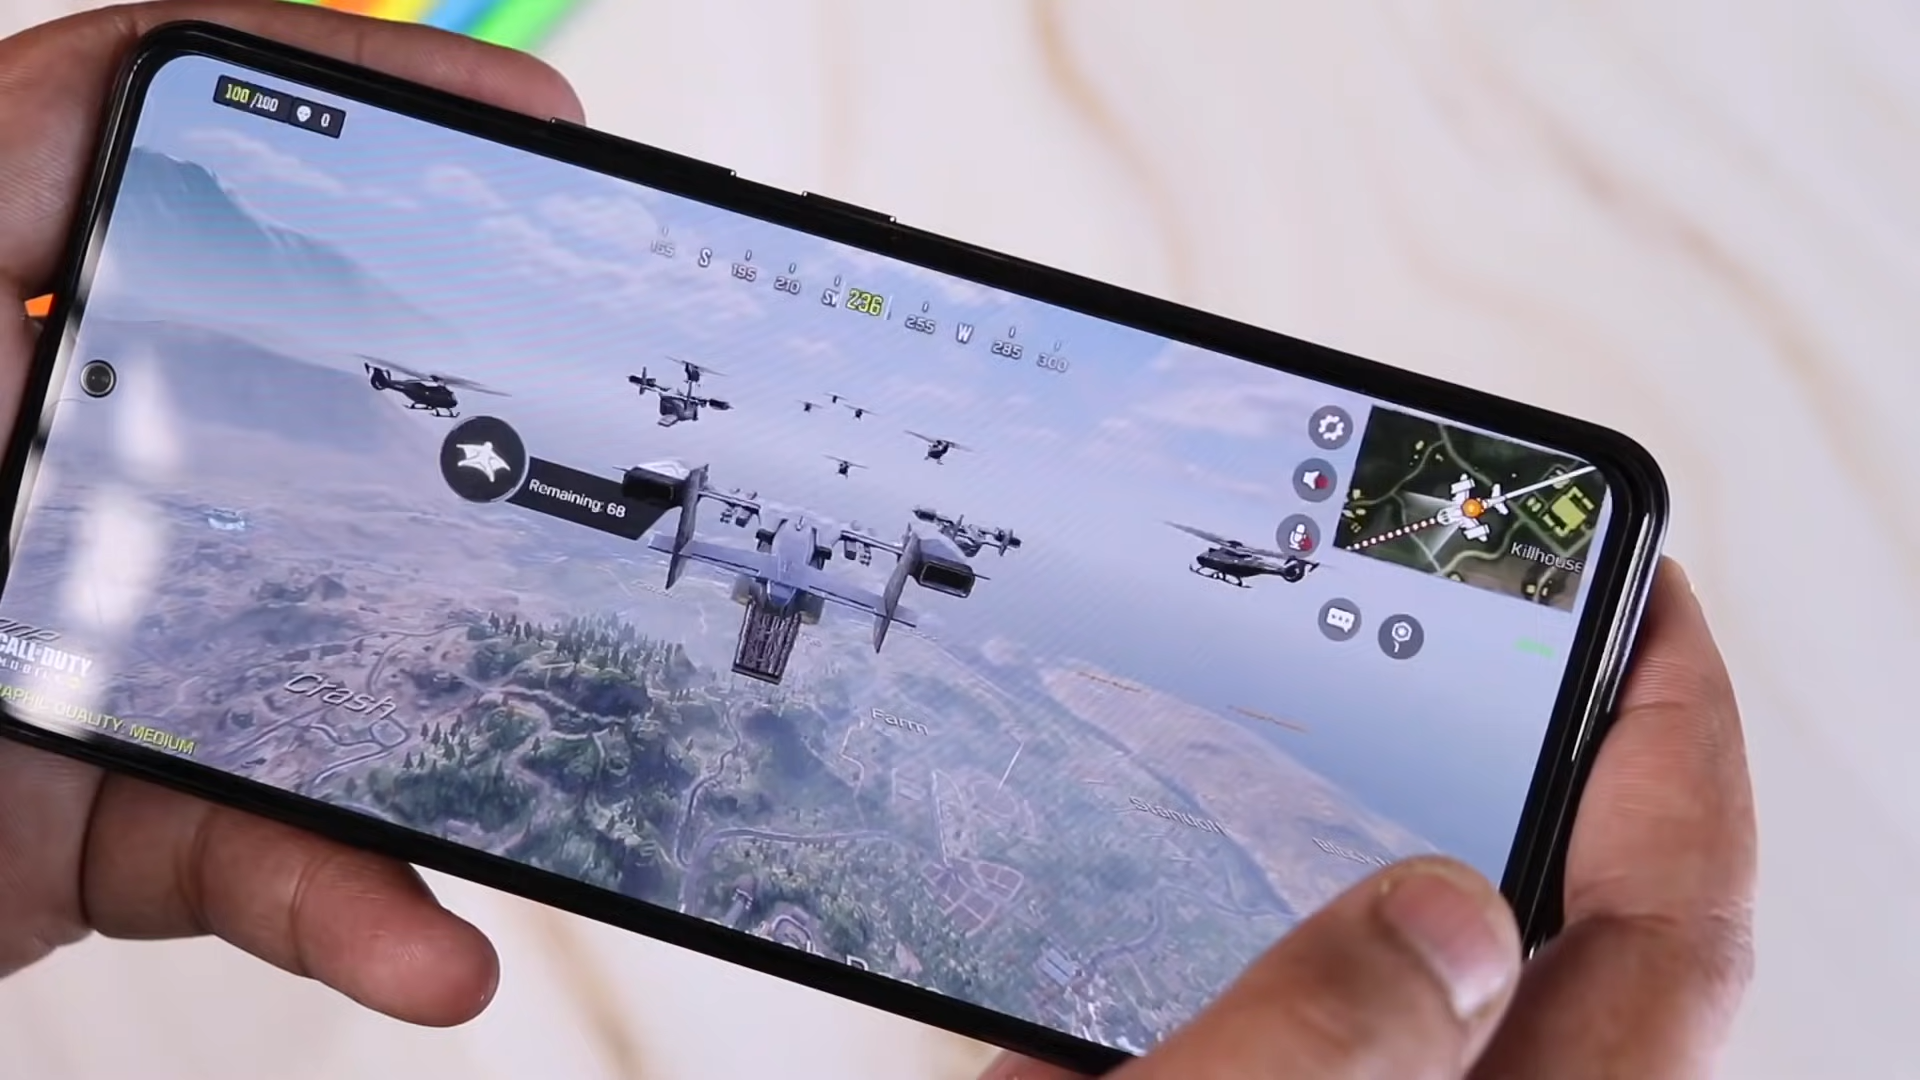 100/100 0
165 S 195 210 SW 236 255 W 285 300
Remaining: 68
Killhouse
CALL OF DUTY
MOBILE
GRAPHIC QUALITY: MEDIUM
Crash
Farm
Standoff